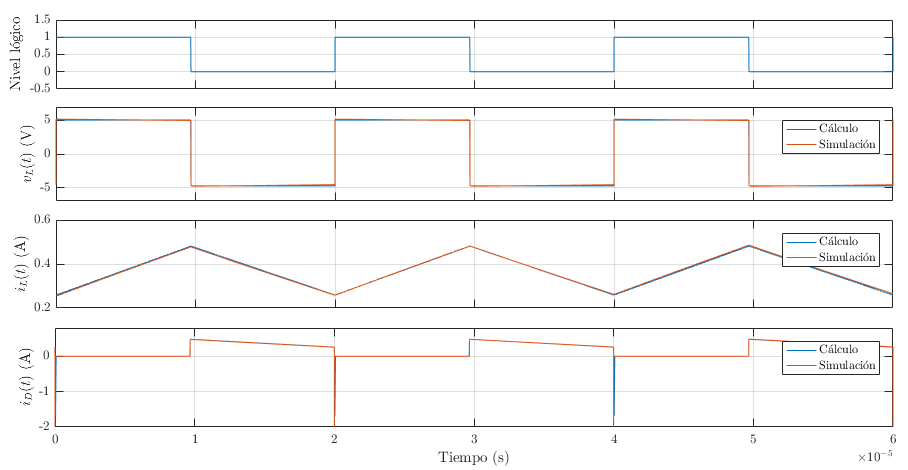 1.5
1
0.5
0
-0.5
Nivel lógico
5
0
-5
v_L(t) (V)
Cálculo
Simulación
0.6
0.4
0.2
i_L(t) (A)
Cálculo
Simulación
0
-1
-2
i_D(t) (A)
Cálculo
Simulación
0 1 2 3 4 5 6
Tiempo (s)
×10⁻⁵